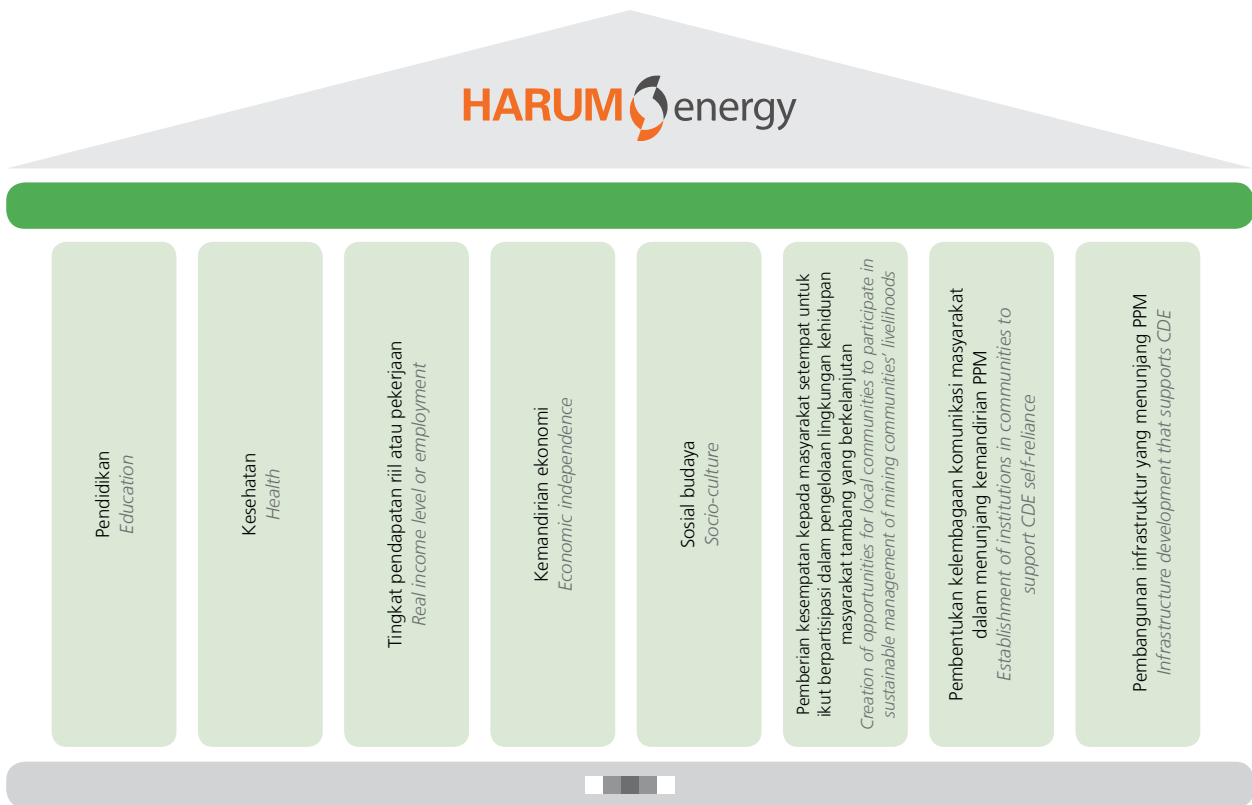 HARUM energy
Pendidikan
Education
Kesehatan
Health
Tingkat pendapatan riil atau pekerjaan
Real income level or employment
Kemandirian ekonomi
Economic independence
Sosial budaya
Socio-culture
Pemberian kesempatan kepada masyarakat setempat untuk
ikut berpartisipasi dalam pengelolaan lingkungan kehidupan
masyarakat tambang yang berkelanjutan
Creation of opportunities for local communities to participate in
sustainable management of mining communities’ livelihoods
Pembentukan kelembagaan komunikasi masyarakat
dalam menunjang kemandirian PPM
Establishment of institutions in communities to
support CDE self-reliance
Pembangunan infrastruktur yang menunjang PPM
Infrastructure development that supports CDE